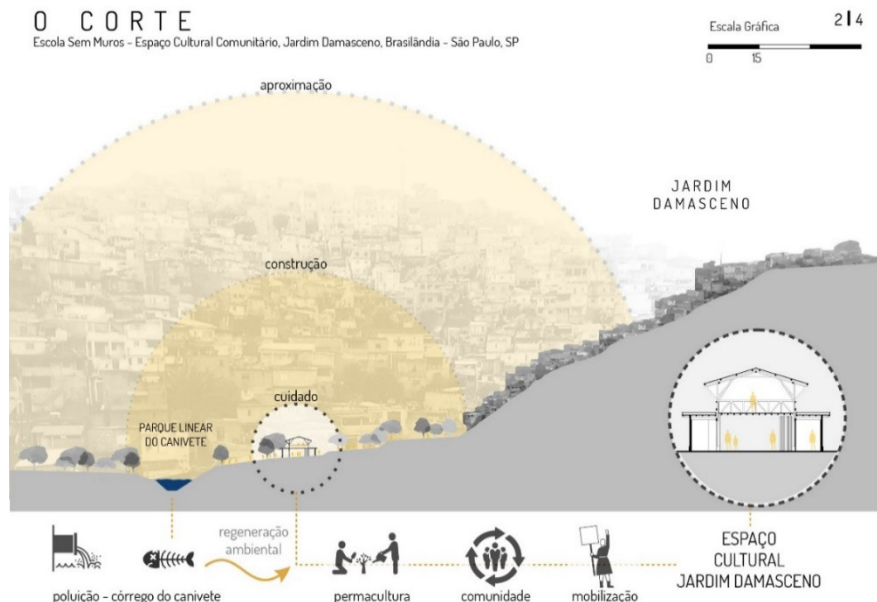 O CORTE
Escola Sem Muros - Espaço Cultural Comunitário, Jardim Damasceno, Brasilândia - São Paulo, SP
Escala Gráfica
2|4
0 15
aproximação
JARDIM
DAMASCENO
construção
cuidado
PARQUE LINEAR
DO CANIVETE
regeneração
ambiental
poluição - córrego do canivete
permacultura
comunidade
mobilização
ESPAÇO
CULTURAL
JARDIM DAMASCENO